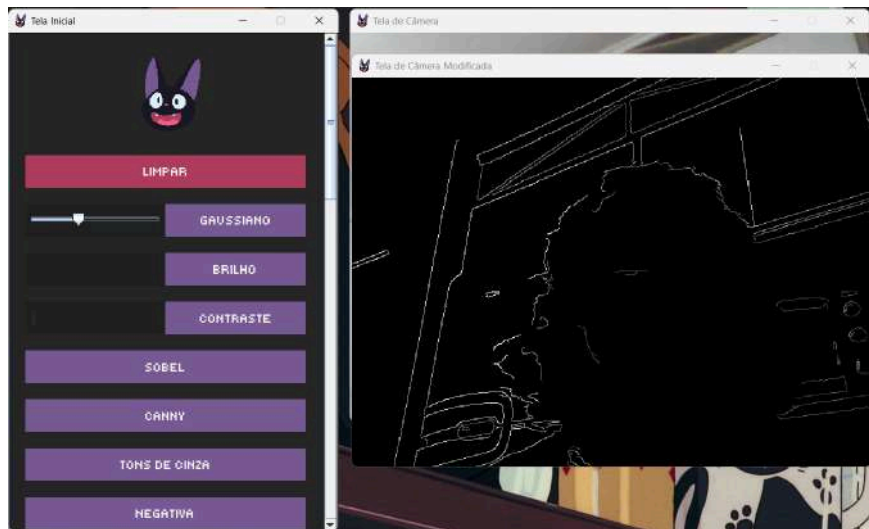 Tela Inicial
Tela de Câmera
Tela de Câmera Modificada
LIMPAR
GAUSSIANO
BRILHO
CONTRASTE
SOBEL
CANNY
TONS DE CINZA
NEGATIVA